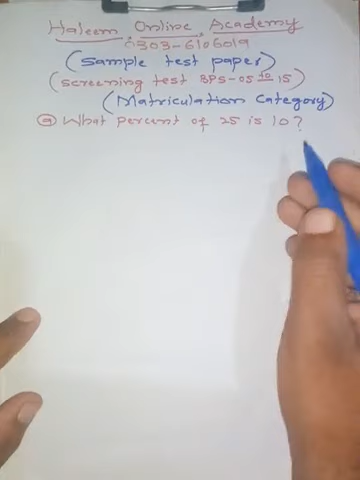 Haleem Online Academy
0303-6106019
(Sample test paper)
(Screening test BPS-05 to 15)
(Matriculation Category)
@ What percent of 25 is 10?